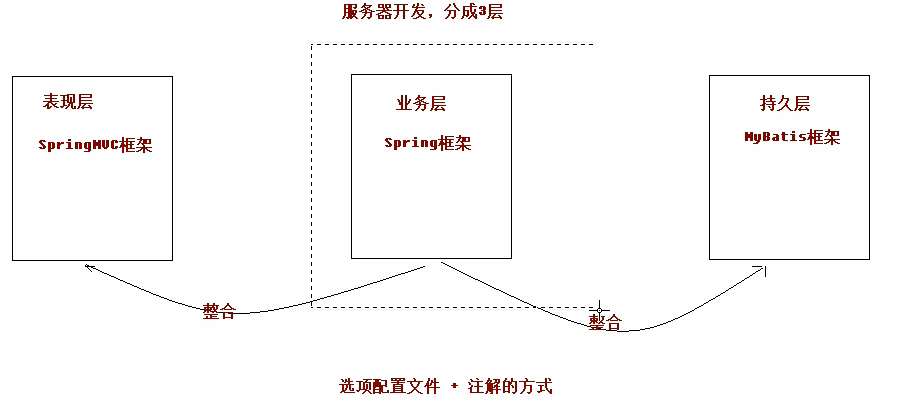 服务器开发，分成3层
表现层
SpringMVC框架
业务层
Spring框架
持久层
MyBatis框架
整合
整合
选项配置文件 + 注解的方式